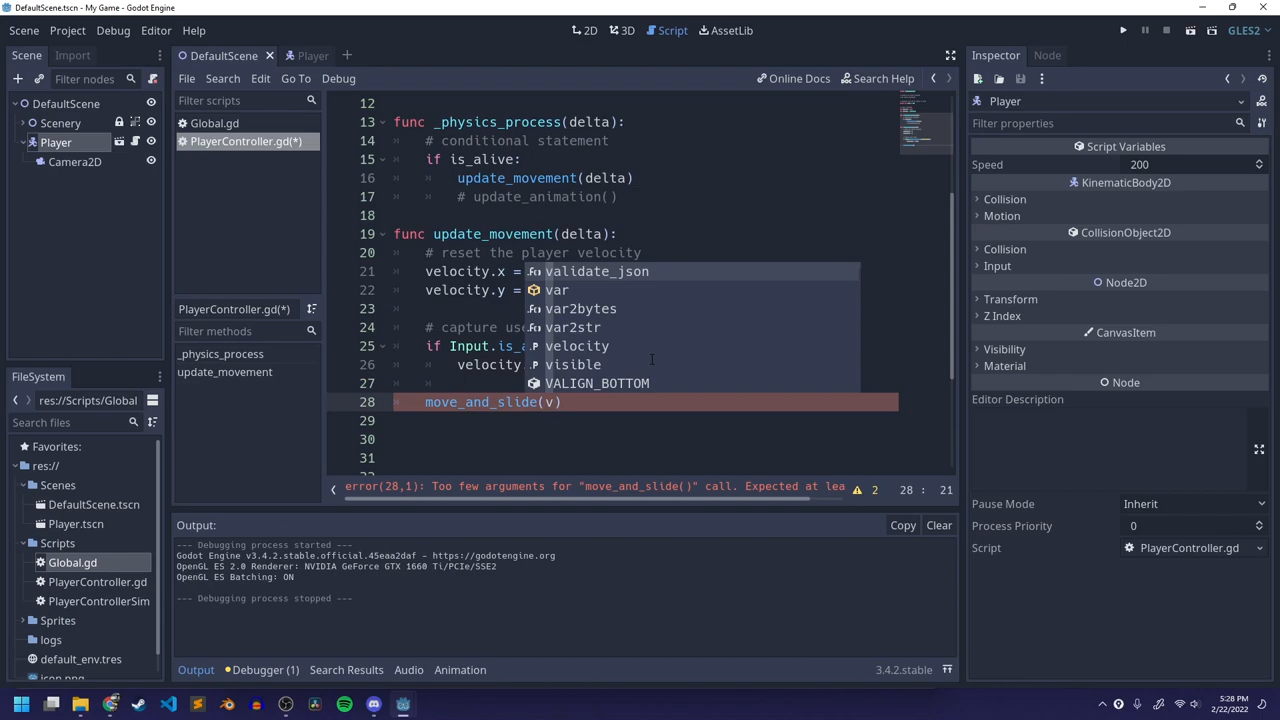 DefaultScene.tscn - My Game - Godot Engine
Scene Project Debug Editor Help
2D 3D Script AssetLib
GLES2
Scene Import
Filter nodes
DefaultScene
Scenery
Player
Camera2D
FileSystem
res://Scripts/Global
Search files
Favorites:
res://
Scenes
DefaultScene.tscn
Player.tscn
Scripts
Global.gd
PlayerController.gd
PlayerControllerSim
Sprites
logs
default_env.tres
icon.png
DefaultScene Player
File Search Edit Go To Debug
Online Docs Search Help
Filter scripts
Global.gd
PlayerController.gd(*)
PlayerController.gd(*)
Filter methods
_physics_process
update_movement
12
13 func _physics_process(delta):
14 # conditional statement
15 if is_alive:
16 update_movement(delta)
17 # update_animation()
18
19 func update_movement(delta):
20 # reset the player velocity
21 velocity.x =
22 velocity.y =
23
24 # capture use
25 if Input.is_a
26 velocity.
27
28 move_and_slide(v)
29
30
31
32
validate_json
var
var2bytes
var2str
velocity
visible
VALIGN_BOTTOM
error(28,1): Too few arguments for "move_and_slide()" call. Expected at lea
2 28 : 21
Output:
Copy Clear
--- Debugging process started ---
Godot Engine v3.4.2.stable.official.45eaa2daf - https://godotengine.org
OpenGL ES 2.0 Renderer: NVIDIA GeForce GTX 1660 Ti/PCIe/SSE2
OpenGL ES Batching: ON
--- Debugging process stopped ---
Output Debugger (1) Search Results Audio Animation
3.4.2.stable
Inspector Node
Player
Filter properties
Script Variables
Speed 200
KinematicBody2D
Collision
Motion
CollisionObject2D
Collision
Input
Node2D
Transform
Z Index
CanvasItem
Visibility
Material
Node
Editor Description
Pause Mode Inherit
Process Priority 0
Script PlayerController.gd
5:28 PM
2/22/2022